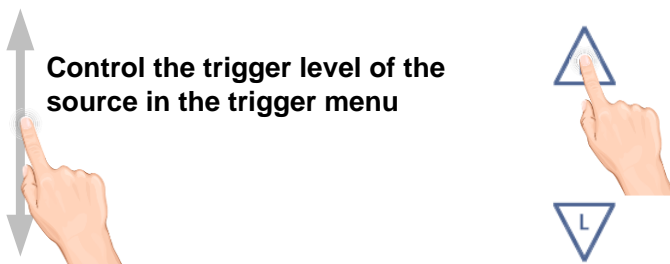 Control the trigger level of the
source in the trigger menu
L